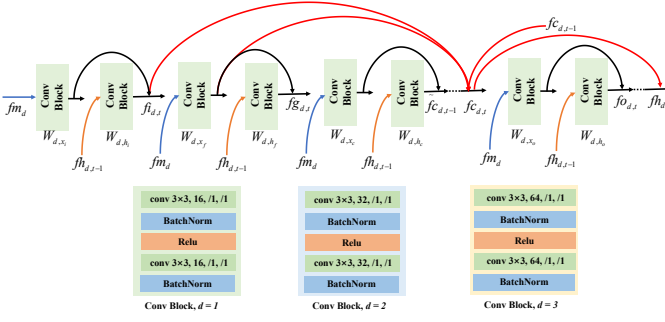 fc_{d,t-1}
Conv Block
Conv Block
Conv Block
Conv Block
Conv Block
Conv Block
Conv Block
Conv Block
fm_d
fi_{d,t}
fg_{d,t}
fc_{d,t-1}
fc_{d,t}
fo_{d,t}
fh_d
W_{d,x_i}
W_{d,h_i}
W_{d,x_f}
W_{d,h_f}
W_{d,x_c}
W_{d,h_c}
W_{d,x_o}
W_{d,h_o}
fh_{d,t-1}
fm_d
fh_{d,t-1}
fm_d
fh_{d,t-1}
fm_d
fh_{d,t-1}
conv 3×3, 16, /1, /1
BatchNorm
Relu
conv 3×3, 16, /1, /1
BatchNorm
Conv Block, d = 1
conv 3×3, 32, /1, /1
BatchNorm
Relu
conv 3×3, 32, /1, /1
BatchNorm
Conv Block, d = 2
conv 3×3, 64, /1, /1
BatchNorm
Relu
conv 3×3, 64, /1, /1
BatchNorm
Conv Block, d = 3